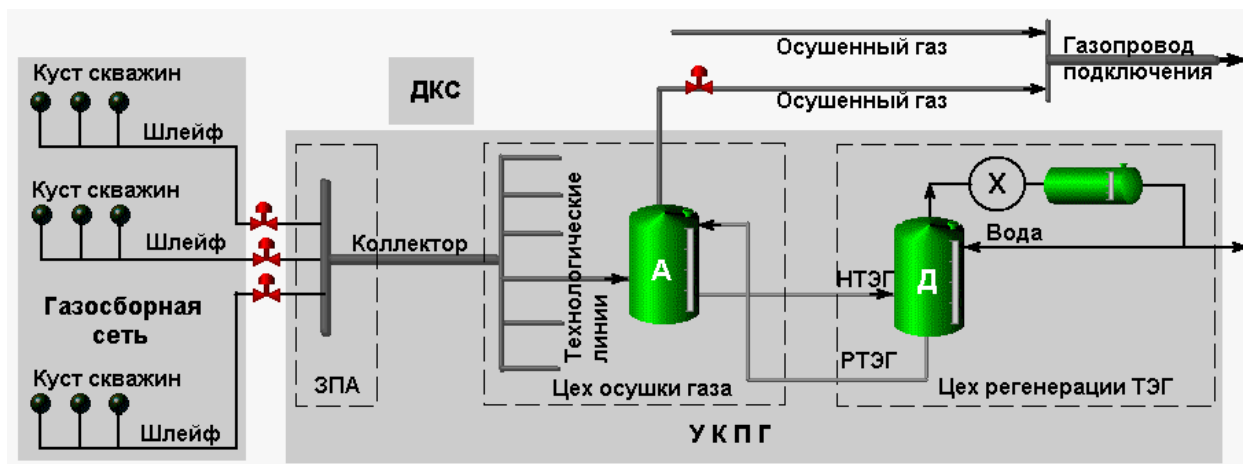 Куст скважин
Шлейф
Куст скважин
Шлейф
Газосборная
сеть
Куст скважин
Шлейф
ДКС
ЗПА
Коллектор
Технологические
линии
А
Цех осушки газа
Осушенный газ
Осушенный газ
Газопровод
подключения
Х
Вода
НТЭГ
Д
РТЭГ
Цех регенерации ТЭГ
У К П Г